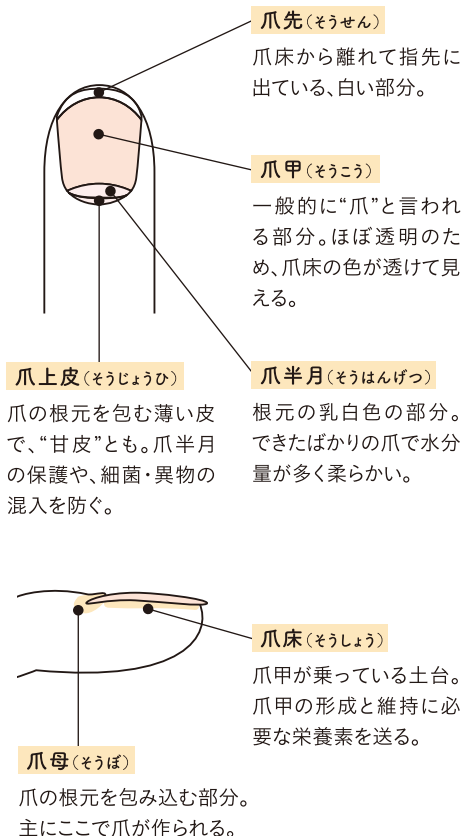 爪先(そうせん)
爪床から離れて指先に
出ている、白い部分。
爪甲(そうこう)
一般的に“爪”と言われ
る部分。ほぼ透明のた
め、爪床の色が透けて見
える。
爪上皮(そうじょうひ)
爪の根元を包む薄い皮
で、“甘皮”とも。爪半月
の保護や、細菌・異物の
混入を防ぐ。
爪半月(そうはんげつ)
根元の乳白色の部分。
できたばかりの爪で水分
量が多く柔らかい。
爪床(そうしょう)
爪甲が乗っている土台。
爪甲の形成と維持に必
要な栄養素を送る。
爪母(そうぼ)
爪の根元を包み込む部分。
主にここで爪が作られる。